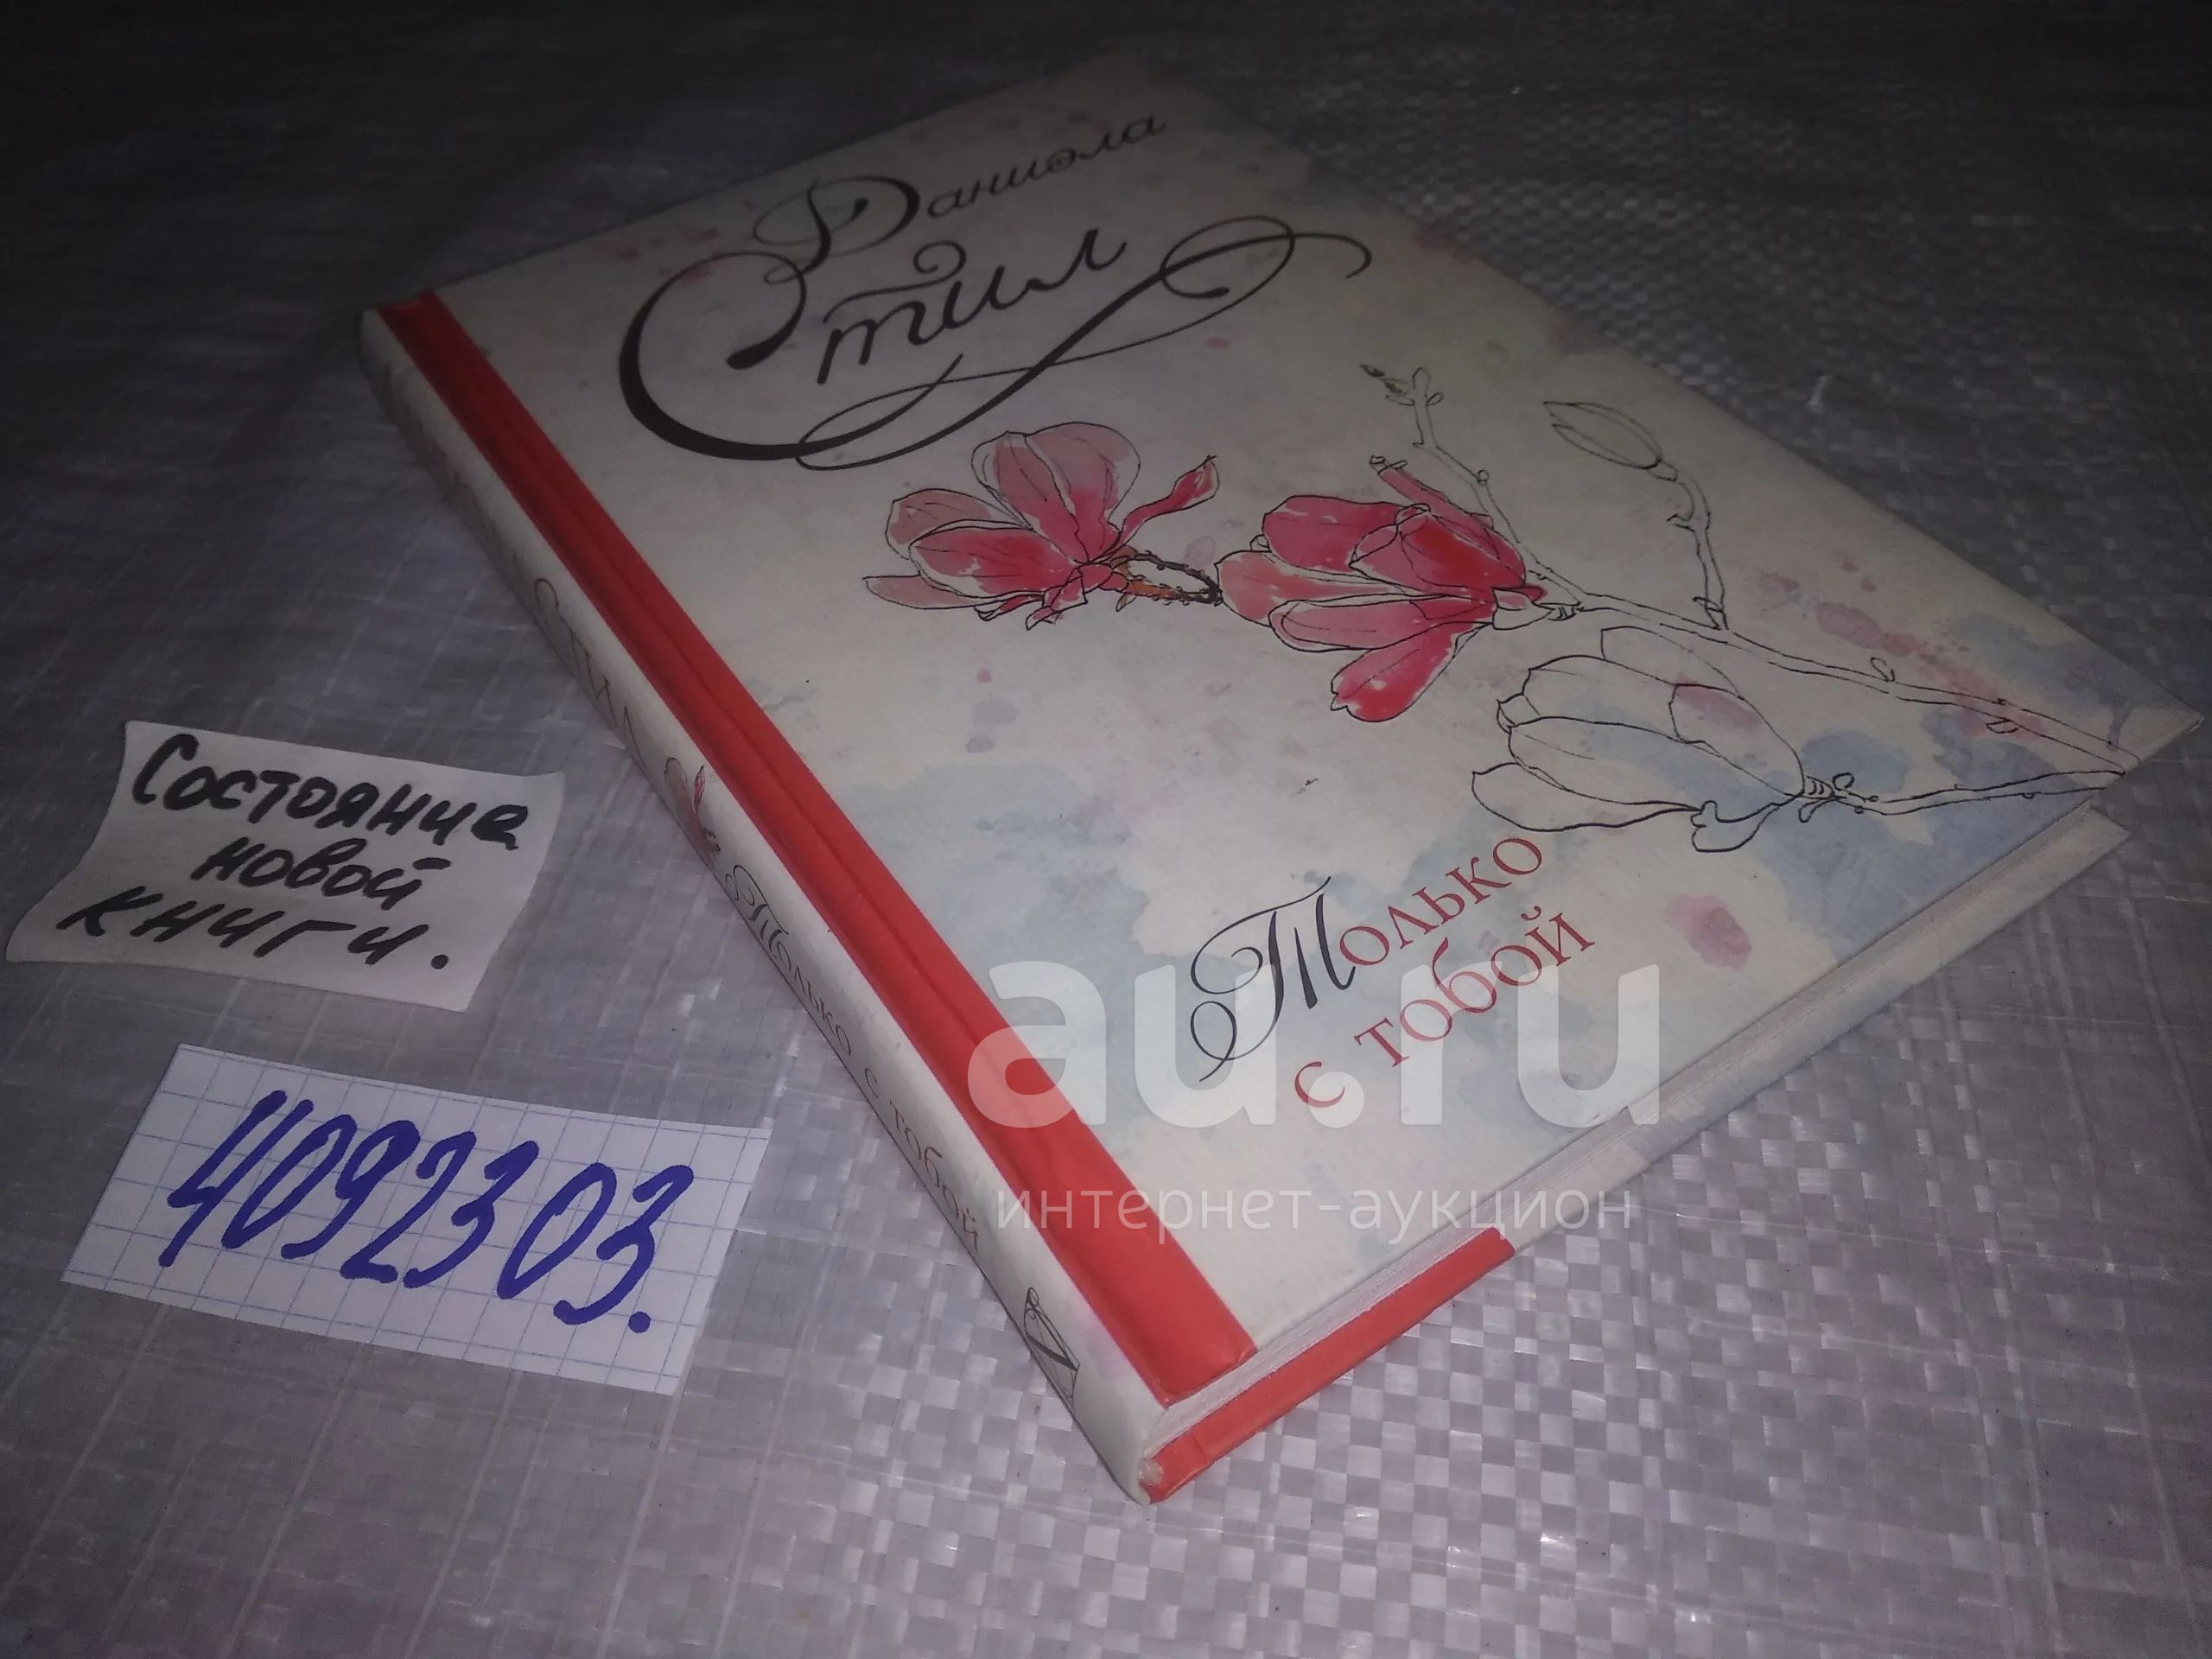 Даниэла
Стил
Только
с тобой
СТИЛ
Только с тобой
Состояние
новой
книги.
4092303.
au.ru
интернет-аукцион